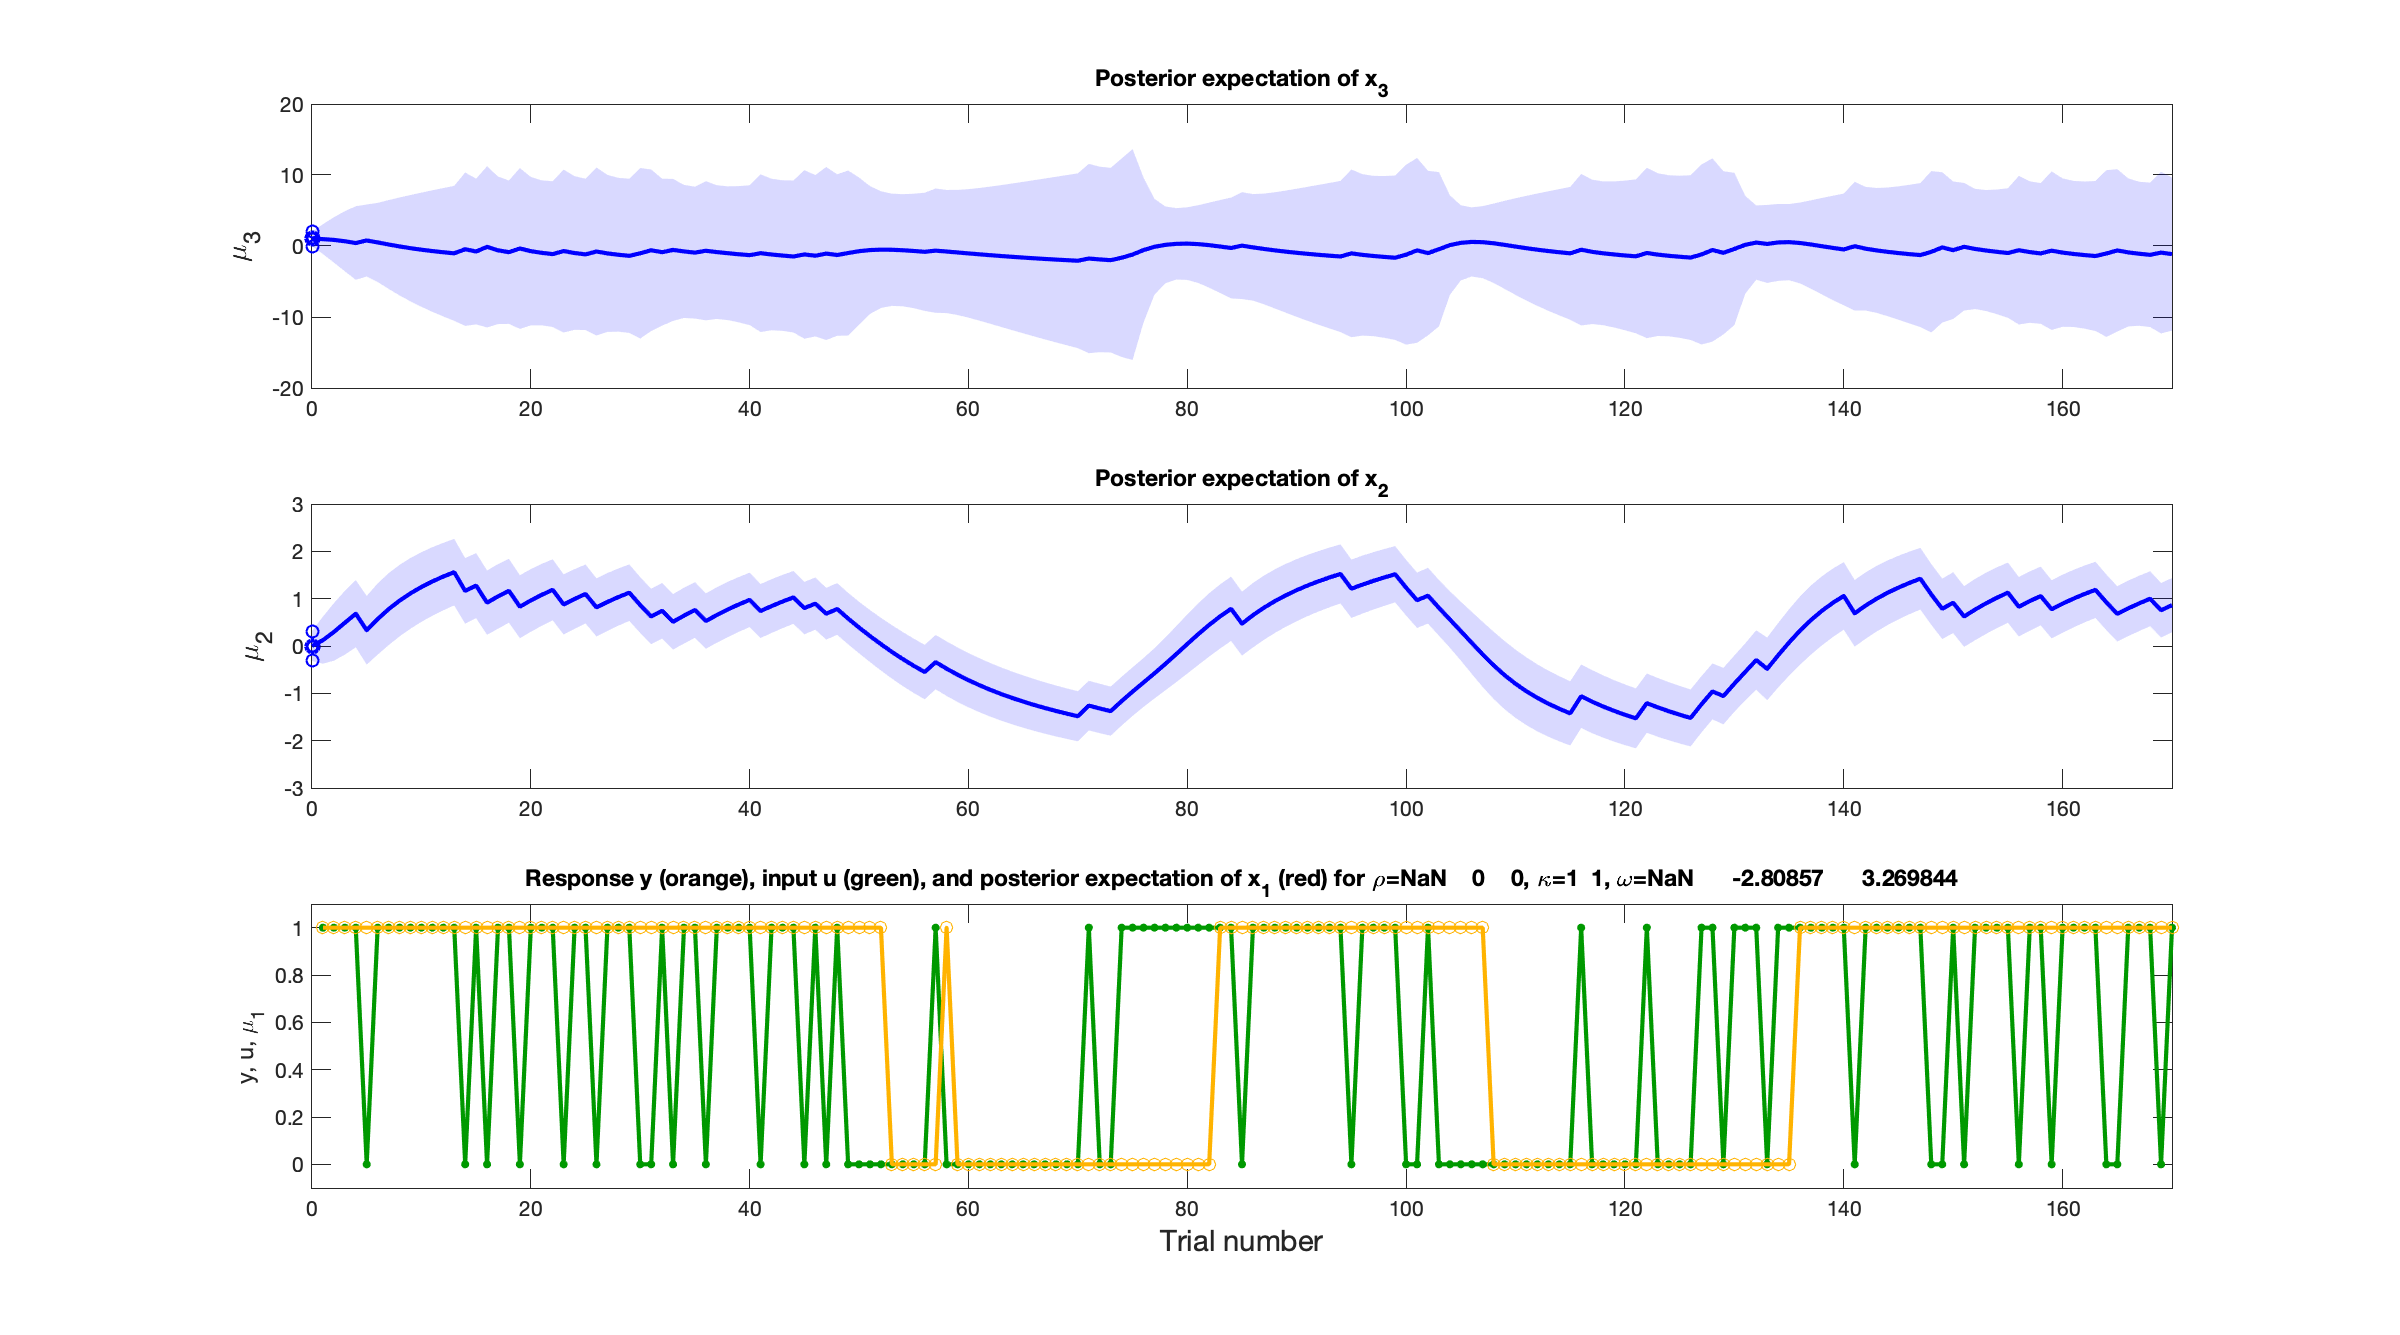 Posterior expectation of x3
20
10
0
-10
-20
μ3
0 20 40 60 80 100 120 140 160
Posterior expectation of x2
3
2
1
0
-1
-2
-3
μ2
0 20 40 60 80 100 120 140 160
Response y (orange), input u (green), and posterior expectation of x1 (red) for ρ=NaN 0 0, κ=1 1, ω=NaN -2.80857 3.269844
1
0.8
0.6
0.4
0.2
0
y, u, μ1
0 20 40 60 80 100 120 140 160
Trial number